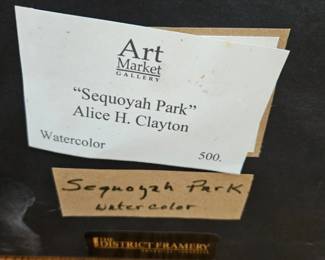 Art
Market
GALLERY
“Sequoyah Park”
Alice H. Clayton
Watercolor 500.
Sequoyah Park
Watercolor
THE
DISTRICT FRAMERY